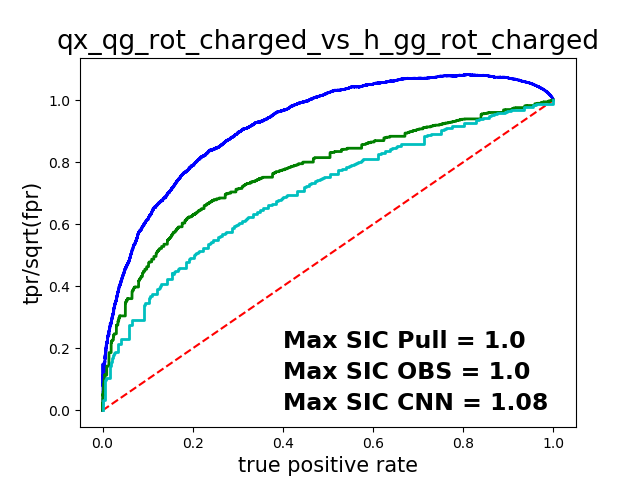 qx_qg_rot_charged_vs_h_gg_rot_charged
tpr/sqrt(fpr)
1.0
0.8
0.6
0.4
0.2
0.0
Max SIC Pull = 1.0
Max SIC OBS = 1.0
Max SIC CNN = 1.08
0.0 0.2 0.4 0.6 0.8 1.0
true positive rate